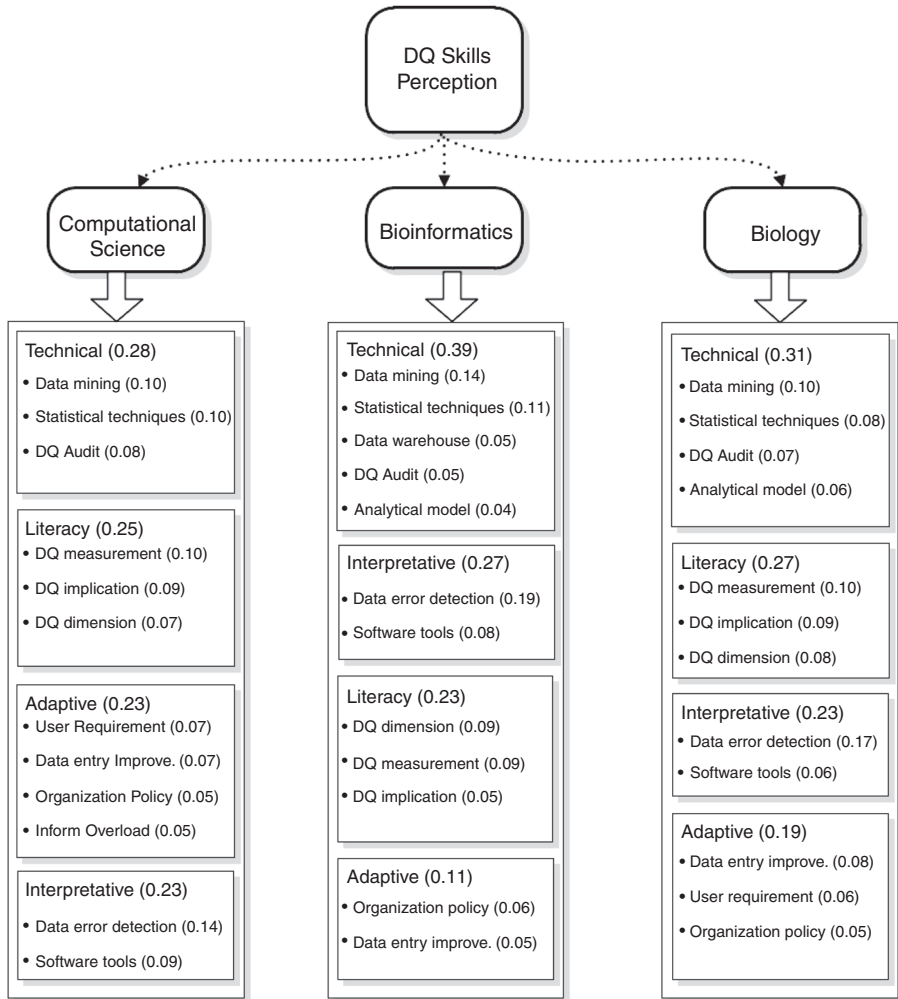 DQ Skills
Perception
Computational
Science
Bioinformatics
Biology
Technical (0.28)
• Data mining (0.10)
• Statistical techniques (0.10)
• DQ Audit (0.08)
Literacy (0.25)
• DQ measurement (0.10)
• DQ implication (0.09)
• DQ dimension (0.07)
Adaptive (0.23)
• User Requirement (0.07)
• Data entry Improve. (0.07)
• Organization Policy (0.05)
• Inform Overload (0.05)
Interpretative (0.23)
• Data error detection (0.14)
• Software tools (0.09)
Technical (0.39)
• Data mining (0.14)
• Statistical techniques (0.11)
• Data warehouse (0.05)
• DQ Audit (0.05)
• Analytical model (0.04)
Interpretative (0.27)
• Data error detection (0.19)
• Software tools (0.08)
Literacy (0.23)
• DQ dimension (0.09)
• DQ measurement (0.09)
• DQ implication (0.05)
Adaptive (0.11)
• Organization policy (0.06)
• Data entry improve. (0.05)
Technical (0.31)
• Data mining (0.10)
• Statistical techniques (0.08)
• DQ Audit (0.07)
• Analytical model (0.06)
Literacy (0.27)
• DQ measurement (0.10)
• DQ implication (0.09)
• DQ dimension (0.08)
Interpretative (0.23)
• Data error detection (0.17)
• Software tools (0.06)
Adaptive (0.19)
• Data entry improve. (0.08)
• User requirement (0.06)
• Organization policy (0.05)